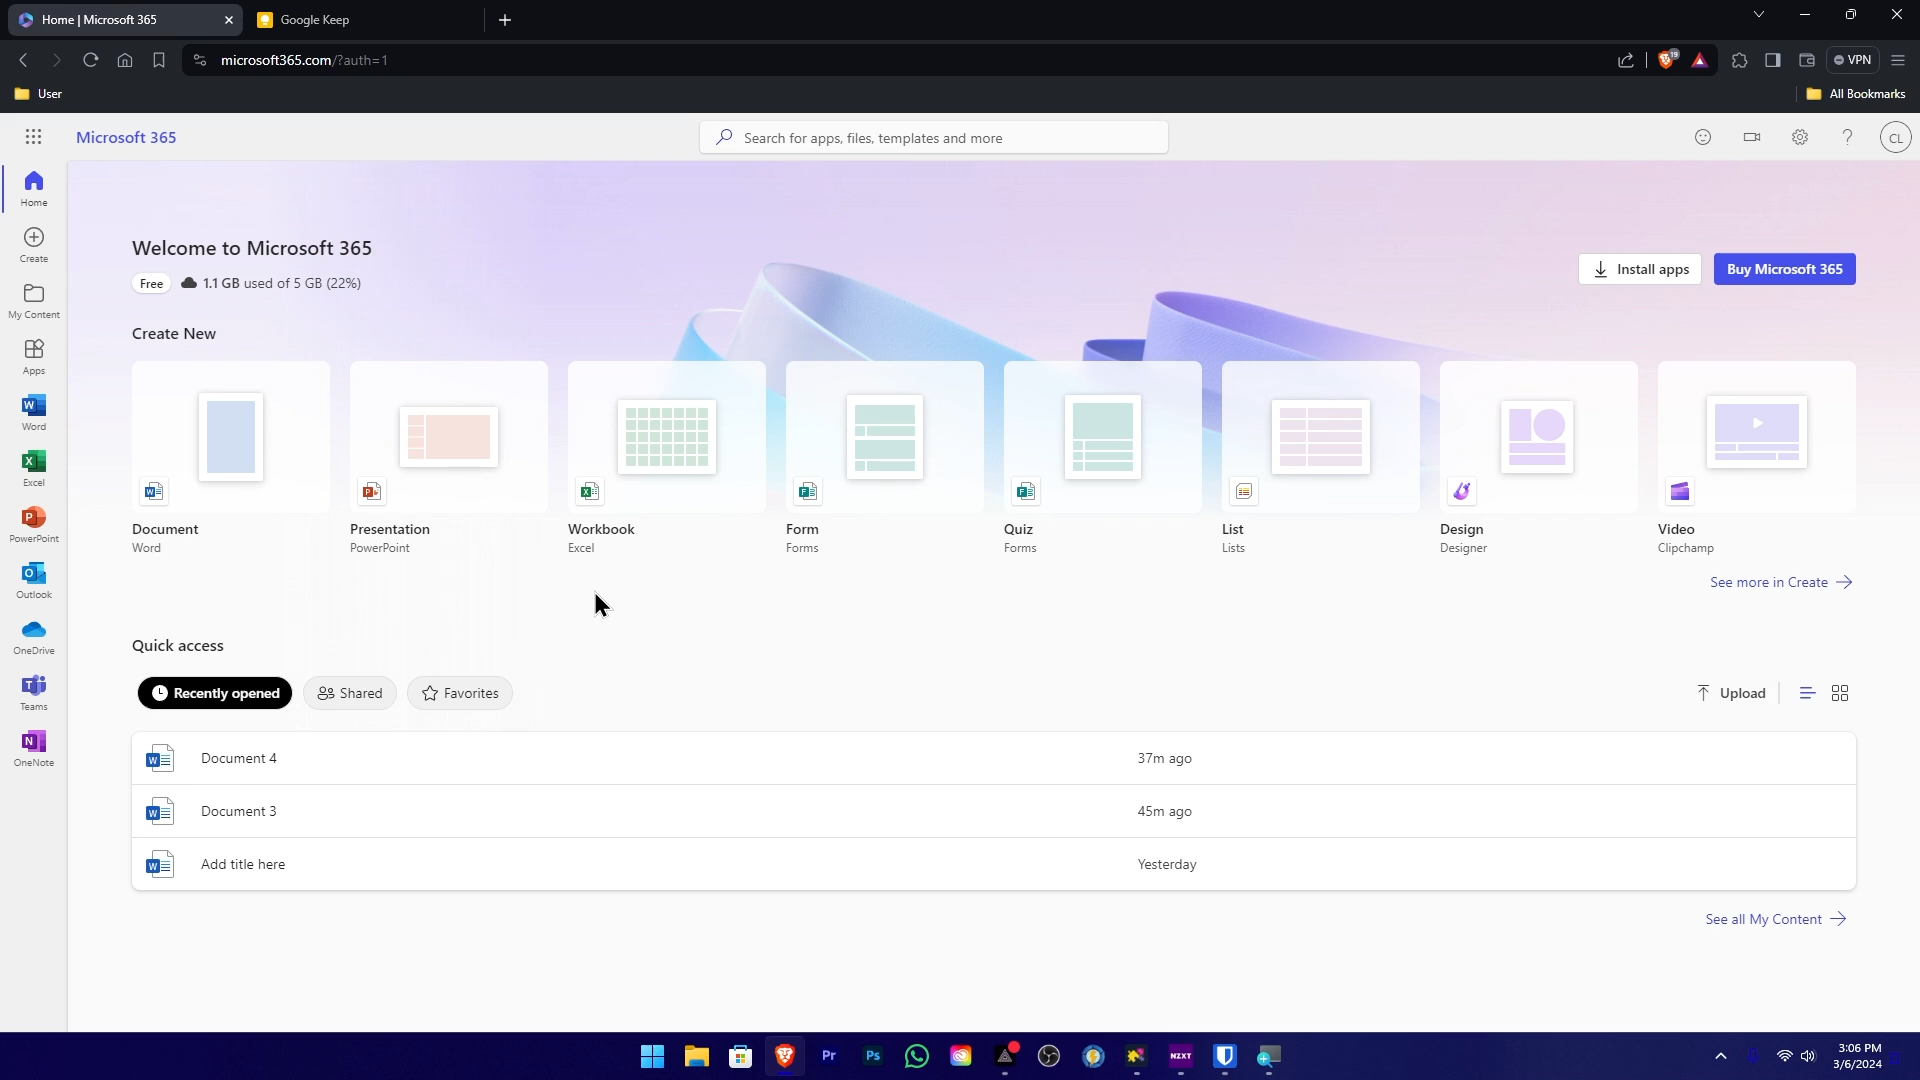 Home | Microsoft 365
Google Keep
microsoft365.com/?auth=1
19
VPN
User
All Bookmarks
Microsoft 365
Search for apps, files, templates and more
CL
Home
Create
My Content
Apps
Word
Excel
PowerPoint
Outlook
OneDrive
Teams
OneNote
Welcome to Microsoft 365
Free
1.1 GB used of 5 GB (22%)
Install apps
Buy Microsoft 365
Create New
Document
Word
Presentation
PowerPoint
Workbook
Excel
Form
Forms
Quiz
Forms
List
Lists
Design
Designer
Video
Clipchamp
See more in Create
Quick access
Recently opened
Shared
Favorites
Upload
Document 4
37m ago
Document 3
45m ago
Add title here
Yesterday
See all My Content
Pr
Ps
NZXT
3:06 PM
3/6/2024